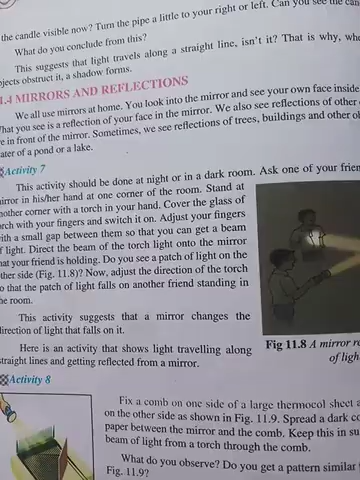 the candle visible now? Turn the pipe a little to your right or left. Can you see the can
What do you conclude from this?
This suggests that light travels along a straight line, isn't it? That is why, whe
bjects obstruct it, a shadow forms.
1.4 MIRRORS AND REFLECTIONS
We all use mirrors at home. You look into the mirror and see your own face inside
What you see is a reflection of your face in the mirror. We also see reflections of other
re in front of the mirror. Sometimes, we see reflections of trees, buildings and other ob
ater of a pond or a lake.
Activity 7
This activity should be done at night or in a dark room. Ask one of your frien
irror in his/her hand at one corner of the room. Stand at
nother corner with a torch in your hand. Cover the glass of
orch with your fingers and switch it on. Adjust your fingers
ith a small gap between them so that you can get a beam
f light. Direct the beam of the torch light onto the mirror
hat your friend is holding. Do you see a patch of light on the
ther side (Fig. 11.8)? Now, adjust the direction of the torch
o that the patch of light falls on another friend standing in
he room.
This activity suggests that a mirror changes the
direction of light that falls on it.
Here is an activity that shows light travelling along
straight lines and getting reflected from a mirror.
Fig 11.8 A mirror re
of ligh
Activity 8
Fix a comb on one side of a large thermocol sheet a
on the other side as shown in Fig. 11.9. Spread a dark co
paper between the mirror and the comb. Keep this in su
beam of light from a torch through the comb.
What do you observe? Do you get a pattern similar
Fig. 11.9?